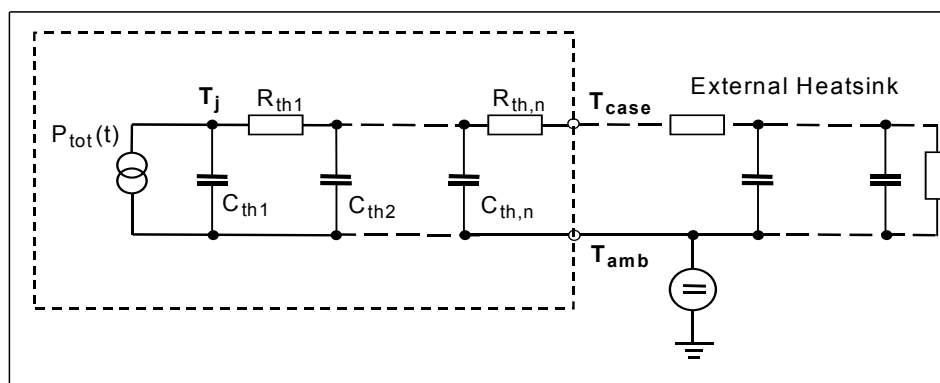 External Heatsink
T_j
R_th1
R_th,n
T_case
P_tot(t)
C_th1
C_th2
C_th,n
T_amb